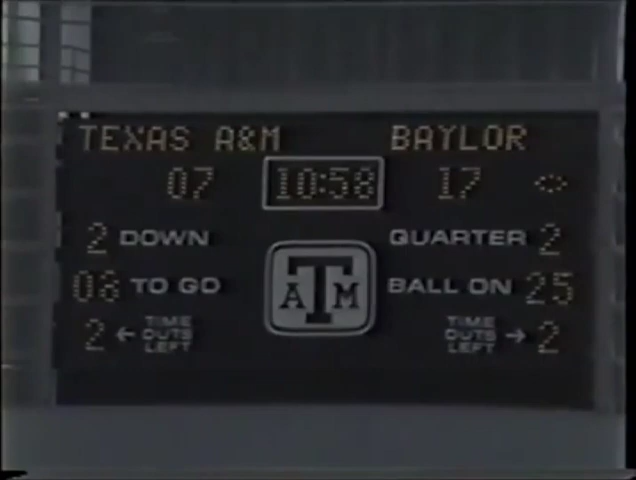 TEXAS A&M BAYLOR
07 10:58 17 <>
2 DOWN QUARTER 2
08 TO GO BALL ON 25
2 ← TIME OUTS LEFT TIME OUTS LEFT → 2
ATM